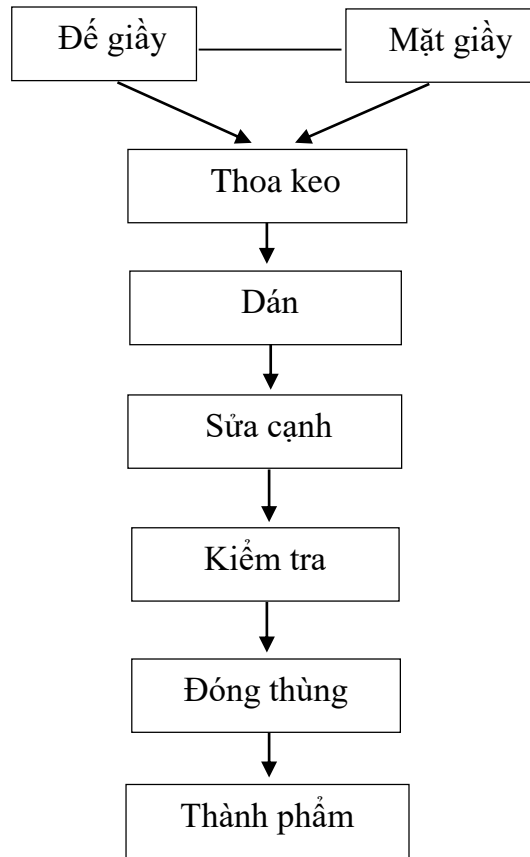 Đế giầy
Mặt giầy
Thoa keo
Dán
Sửa cạnh
Kiểm tra
Đóng thùng
Thành phẩm